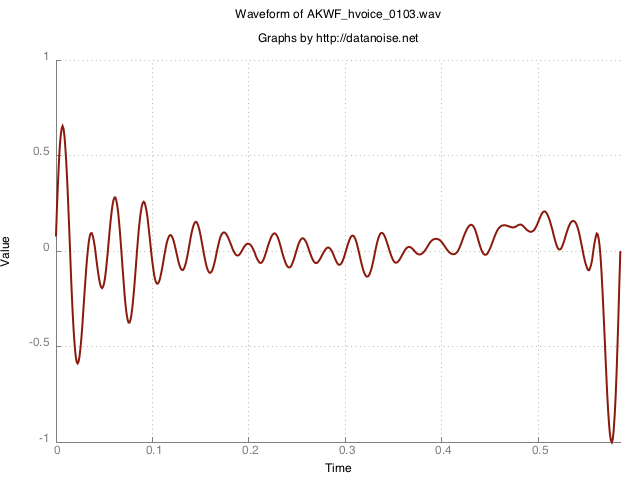 Waveform of AKWF_hvoice_0103.wav
Graphs by http://datanoise.net
1
0.5
0
-0.5
-1
Value
0 0.1 0.2 0.3 0.4 0.5
Time